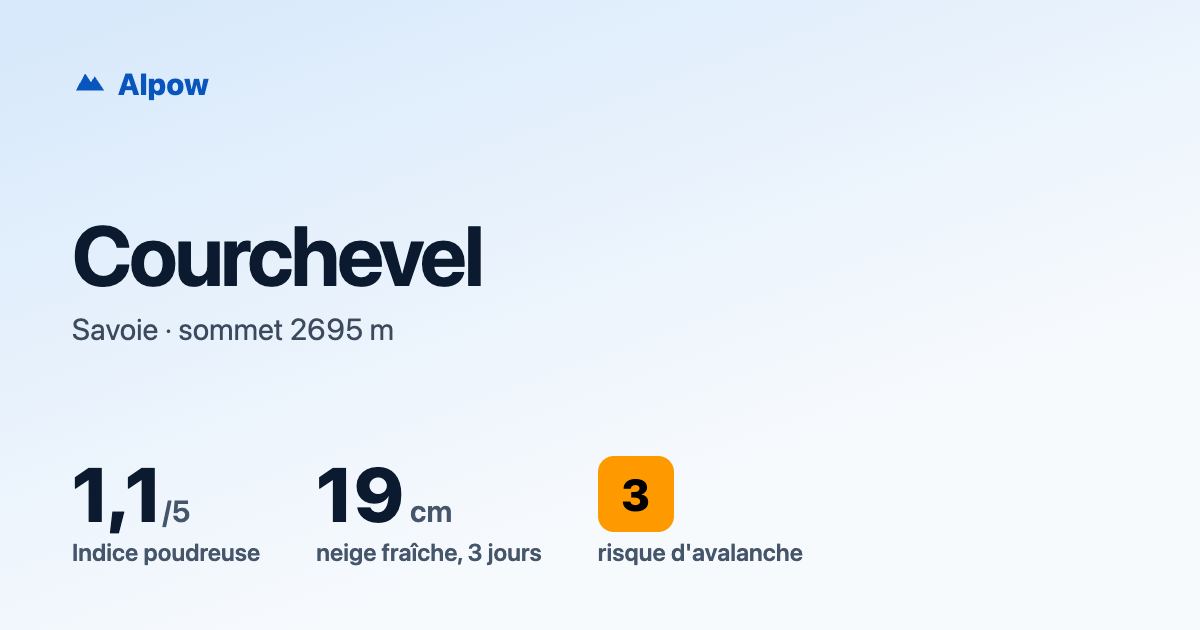 Alpow
Courchevel
Savoie · sommet 2695 m
1,1/5
Indice poudreuse
19 cm
neige fraîche, 3 jours
3
risque d'avalanche